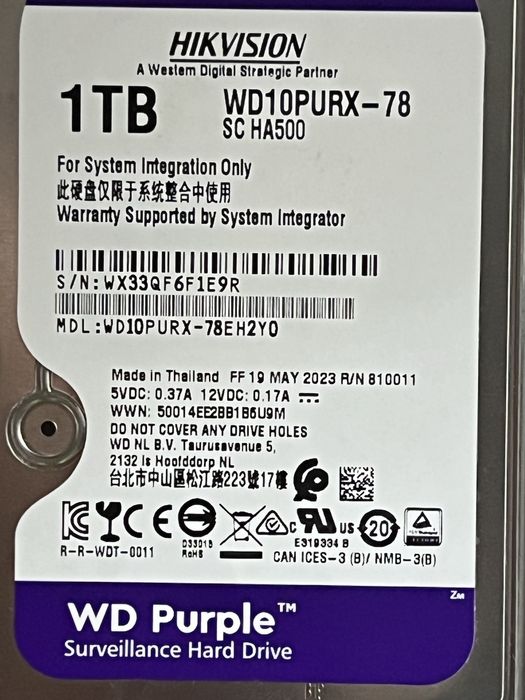 HIKVISION
A Western Digital Strategic Partner
1TB
WD10PURX-78
SC HA500
For System Integration Only
此硬盘仅限于系统整合中使用
Warranty Supported by System Integrator
S/N:WX33QF6F1E9R
MDL:WD10PURX-78EH2Y0
Made in Thailand FF 19 MAY 2023 R/N 810011
5VDC: 0.37A 12VDC: 0.17A
WWN: 50014EE2BB1B6U9M
DO NOT COVER ANY DRIVE HOLES
WD NL B.V. Taurusavenue 5,
2132 ls Hoofddorp NL
台北市中山區松江路223號17樓
R-R-WDT-0011
D33018
RoHS
C US
E319334 B
20
CAN ICES-3 (B)/ NMB-3(B)
WD Purple™
Surveillance Hard Drive